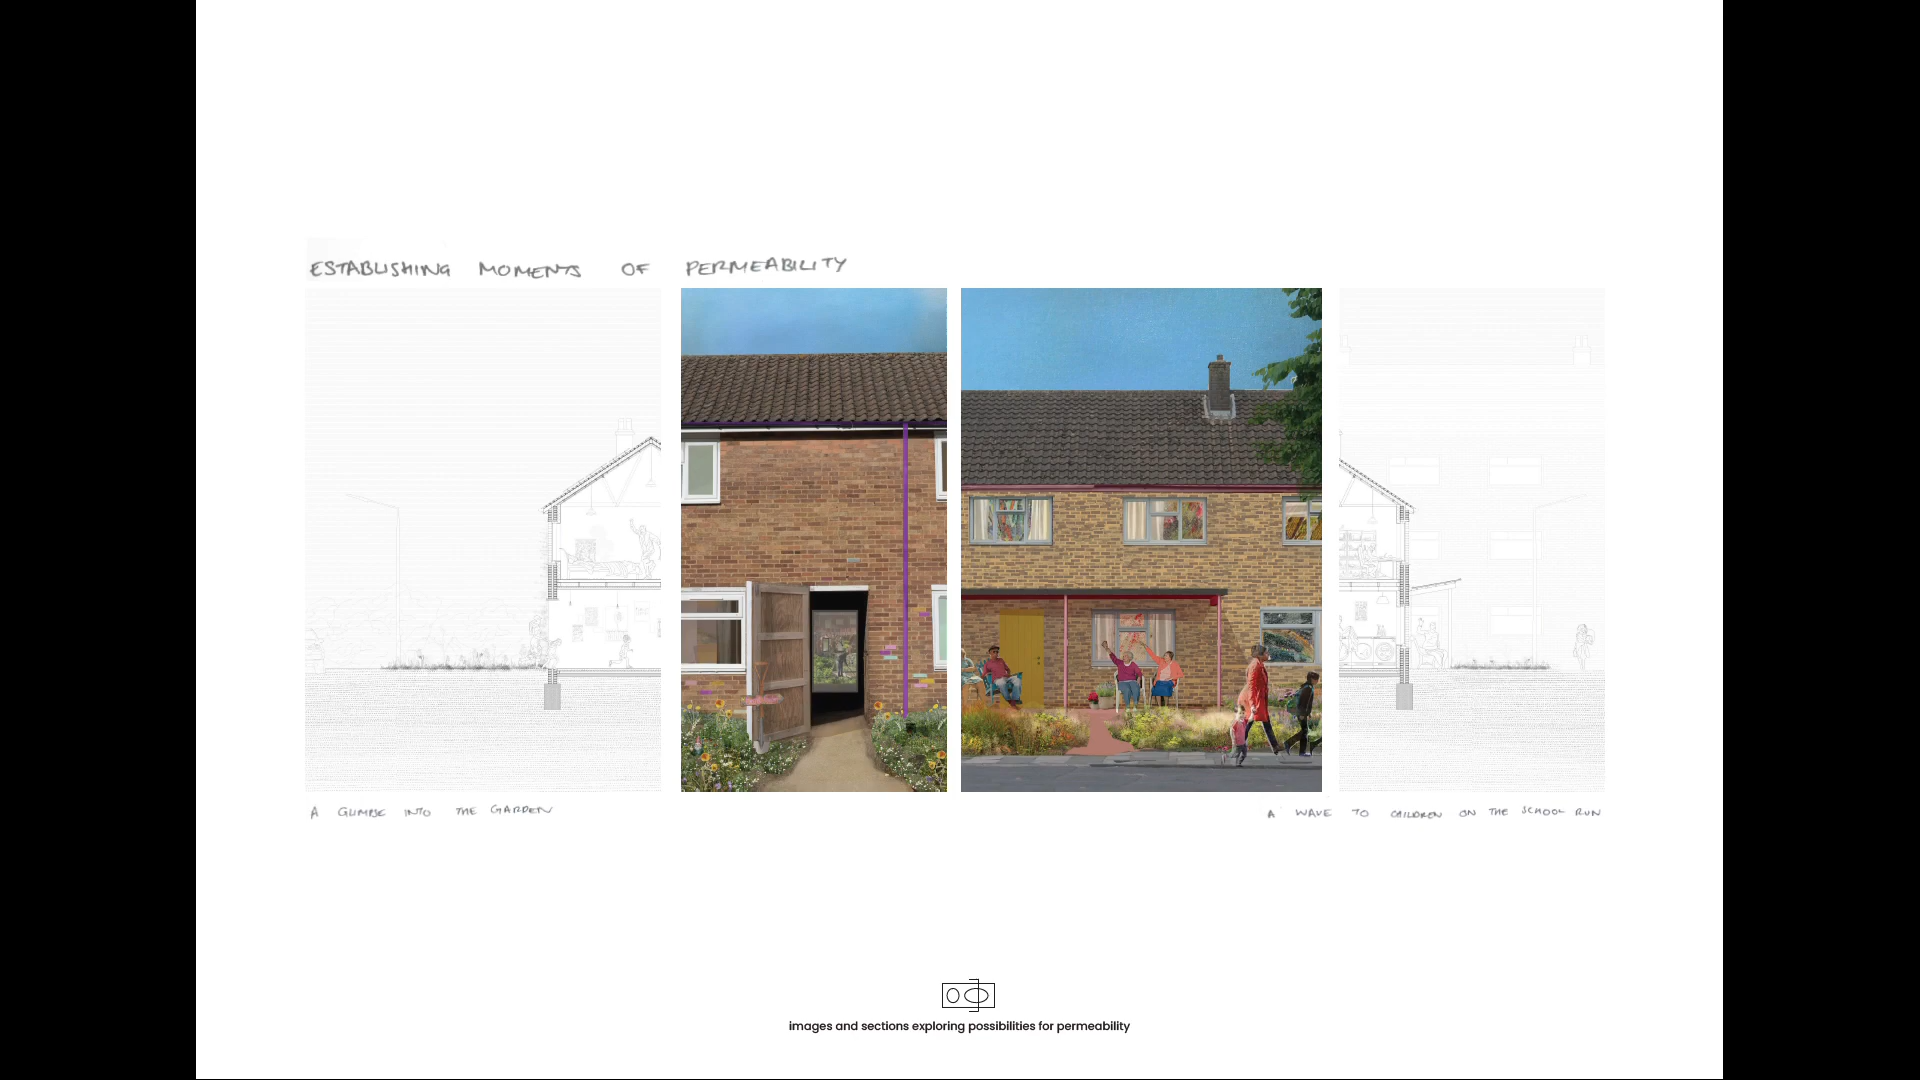 ESTABLISHING MOMENTS OF PERMEABILITY
A GLIMPSE INTO THE GARDEN
A WAVE TO CHILDREN ON THE SCHOOL RUN
images and sections exploring possibilities for permeability